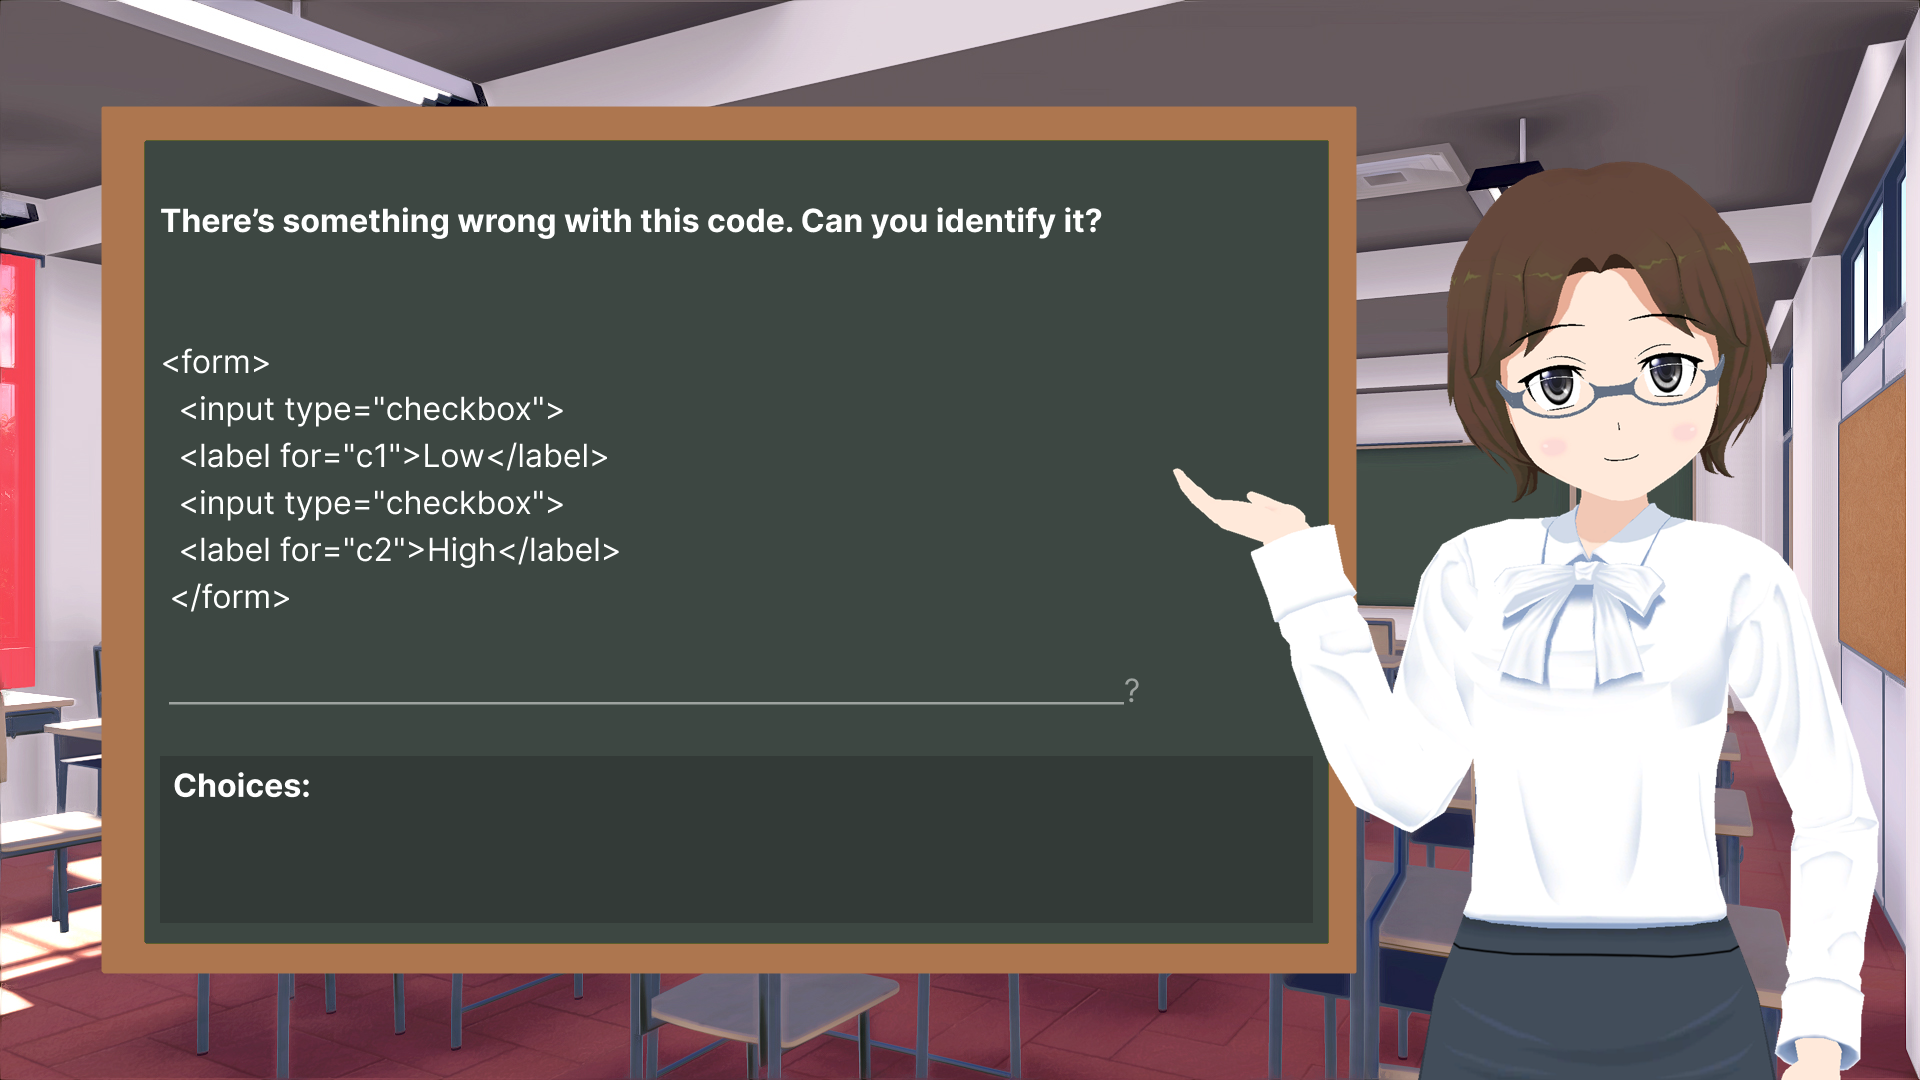 There’s something wrong with this code. Can you identify it?
<form>
<input type="checkbox">
<label for="c1">Low</label>
<input type="checkbox">
<label for="c2">High</label>
</form>
?
Choices: